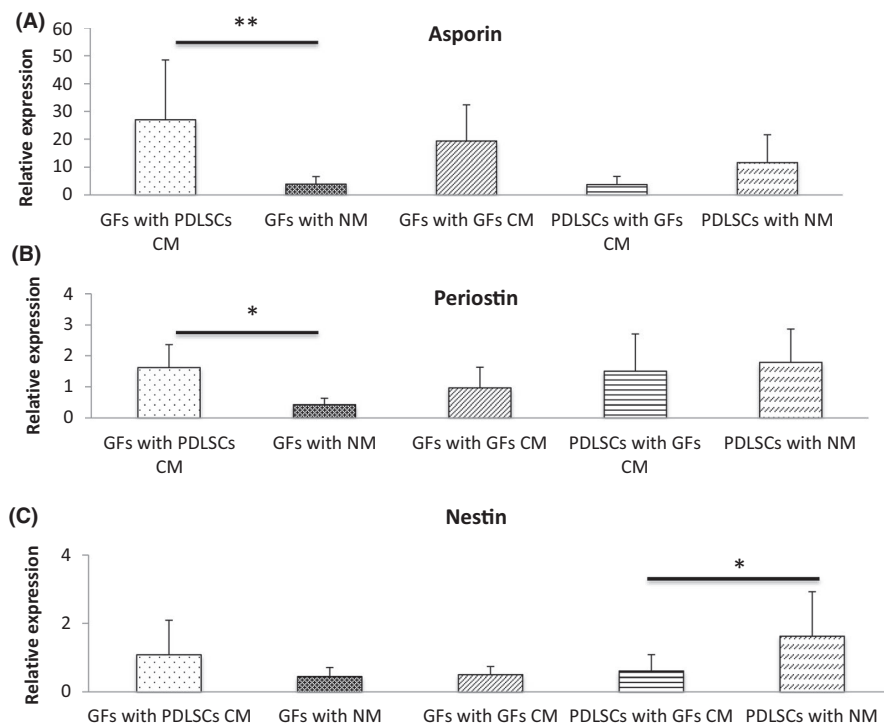 (A)
Asporin
**
Relative expression
60
50
40
30
20
10
0
GFs with PDLSCs
CM
GFs with NM
GFs with GFs CM
PDLSCs with GFs
CM
PDLSCs with NM
(B)
Periostin
*
Relative expression
4
3
2
1
0
GFs with PDLSCs
CM
GFs with NM
GFs with GFs CM
PDLSCs with GFs
CM
PDLSCs with NM
(C)
Nestin
*
Relative expression
4
2
0
GFs with PDLSCs CM
GFs with NM
GFs with GFs CM
PDLSCs with GFs CM
PDLSCs with NM